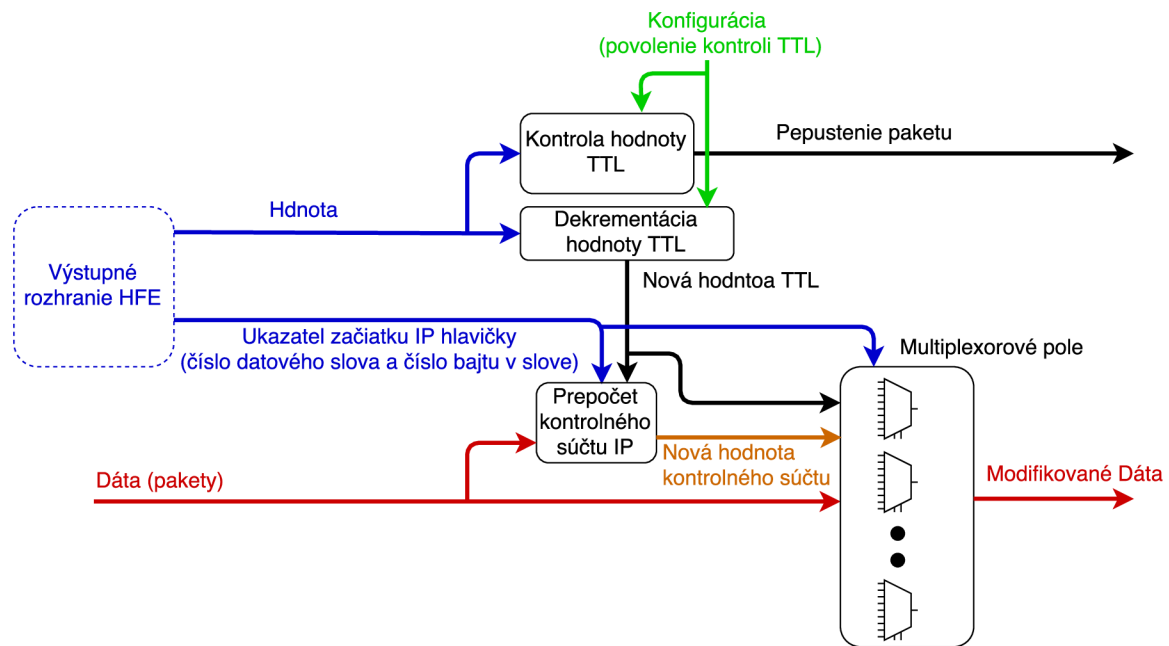 Konfigurácia
(povolenie kontroli TTL)
Kontrola hodnoty
TTL
Pepustenie paketu
Hdnota
Dekrementácia
hodnoty TTL
Výstupné
rozhranie HFE
Nová hodntoa TTL
Ukazatel začiatku IP hlavičky
(číslo datového slova a číslo bajtu v slove)
Multiplexorové pole
Prepočet
kontrolného
súčtu IP
Nová hodnota
kontrolného súčtu
Dáta (pakety)
Modifikované Dáta